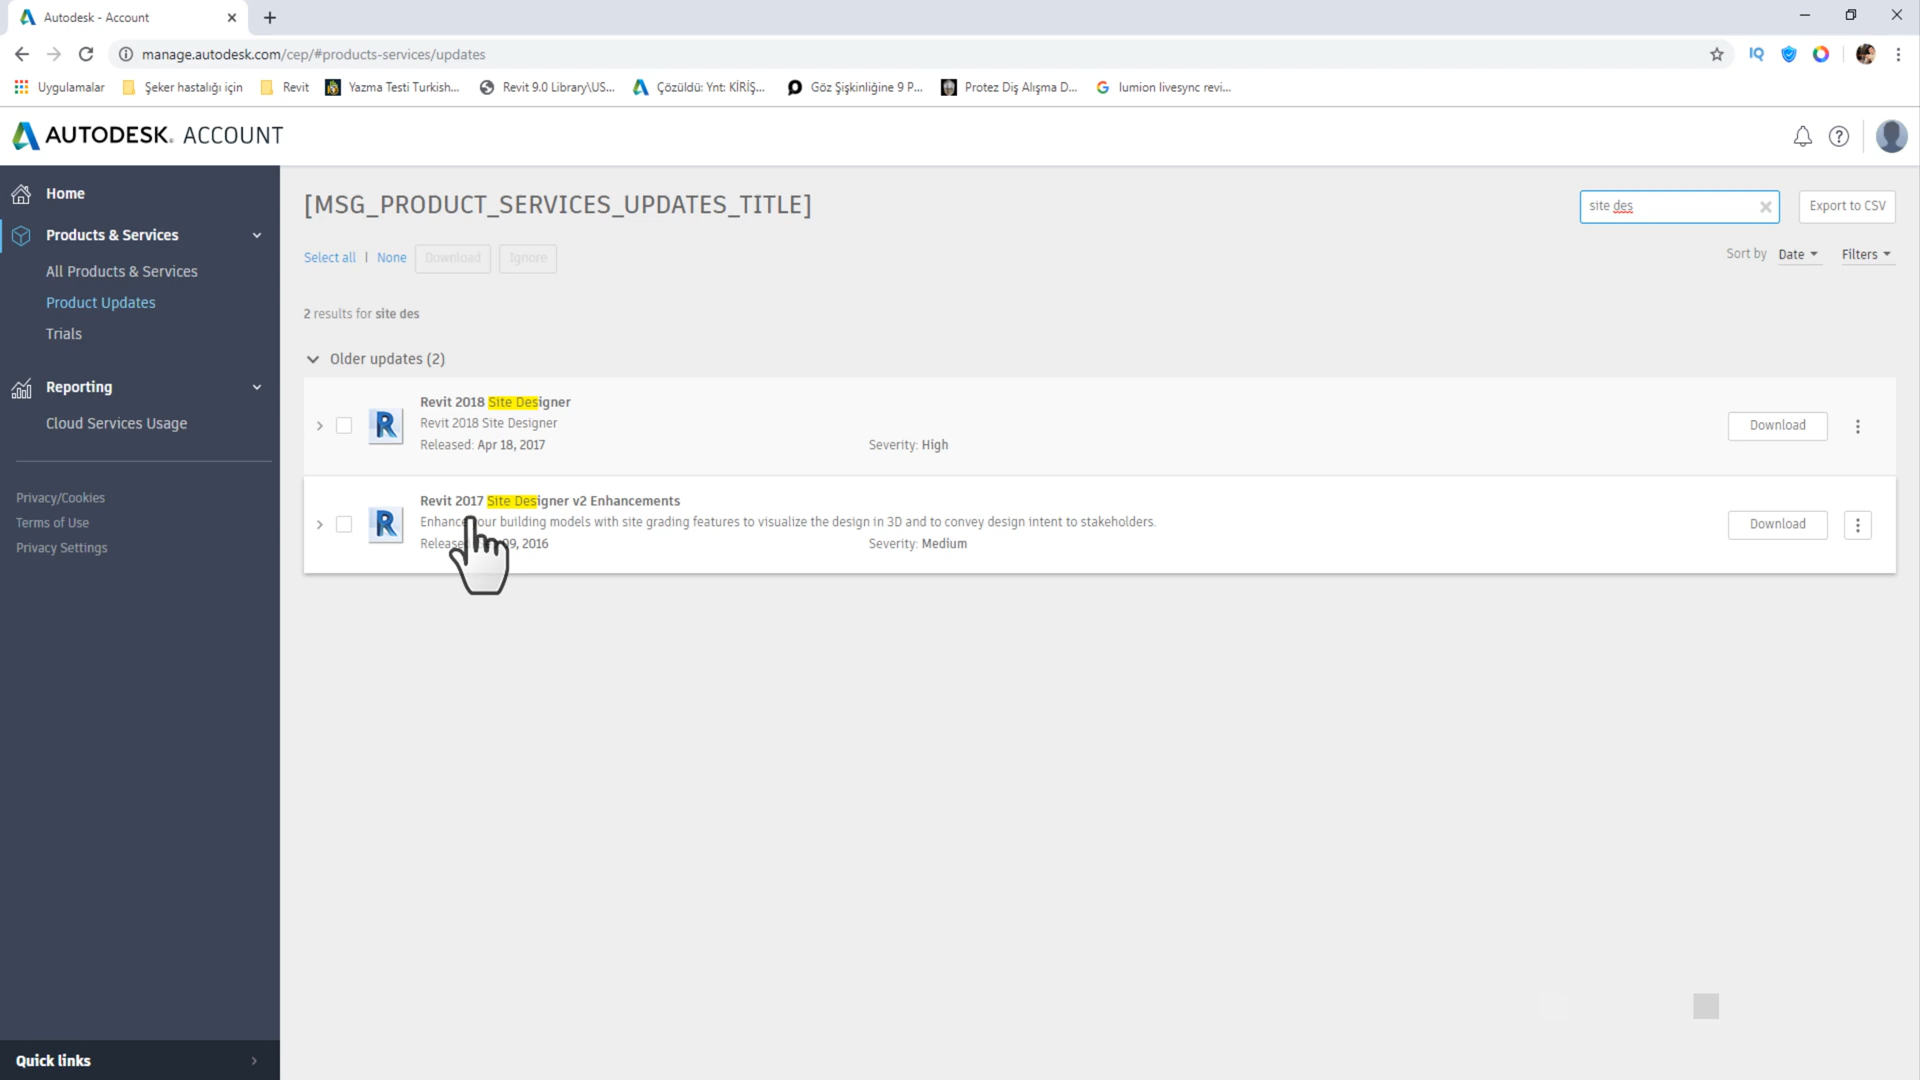 Autodesk - Account
manage.autodesk.com/cep/#products-services/updates
IQ
Uygulamalar
Şeker hastalığı için
Revit
Yazma Testi Turkish...
Revit 9.0 Library\US...
Çözüldü: Ynt: KİRİŞ...
Göz Şişkinliğine 9 P...
Protez Diş Alışma D...
lumion livesync revi...
AUTODESK. ACCOUNT
Home
Products & Services
All Products & Services
Product Updates
Trials
Reporting
Cloud Services Usage
Privacy/Cookies
Terms of Use
Privacy Settings
Quick links
[MSG_PRODUCT_SERVICES_UPDATES_TITLE]
site des
Export to CSV
Select all | None
Download
Ignore
Sort by Date
Filters
2 results for site des
Older updates (2)
Revit 2018 Site Designer
Revit 2018 Site Designer
Released: Apr 18, 2017
Severity: High
Download
Revit 2017 Site Designer v2 Enhancements
Enhance your building models with site grading features to visualize the design in 3D and to convey design intent to stakeholders.
09, 2016
Severity: Medium
Download